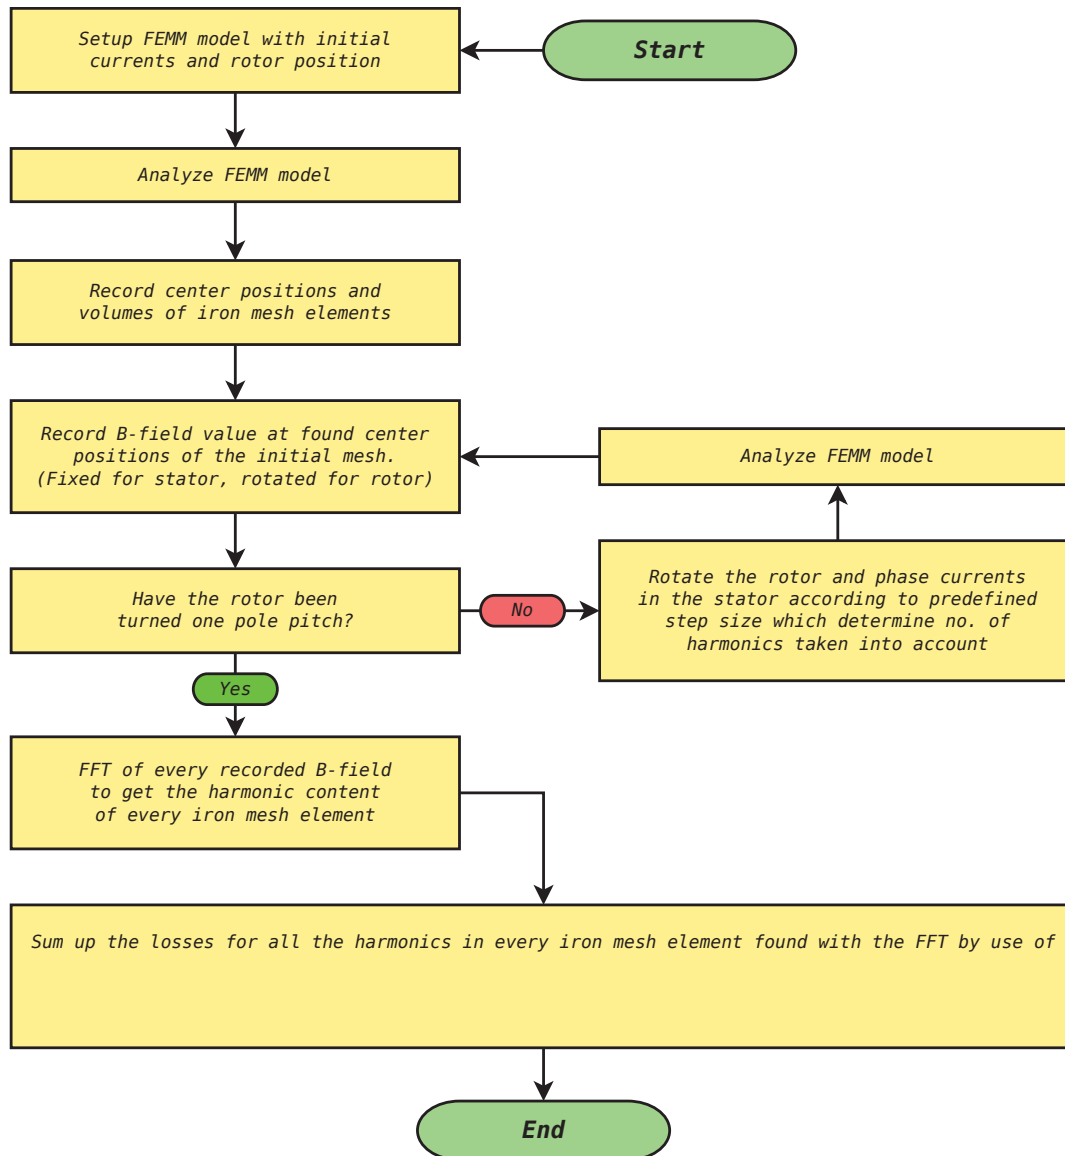 Start
Setup FEMM model with initial
currents and rotor position
Analyze FEMM model
Record center positions and
volumes of iron mesh elements
Record B-field value at found center
positions of the initial mesh.
(Fixed for stator, rotated for rotor)
Analyze FEMM model
Have the rotor been
turned one pole pitch?
No
Rotate the rotor and phase currents
in the stator according to predefined
step size which determine no. of
harmonics taken into account
Yes
FFT of every recorded B-field
to get the harmonic content
of every iron mesh element
Sum up the losses for all the harmonics in every iron mesh element found with the FFT by use of
End